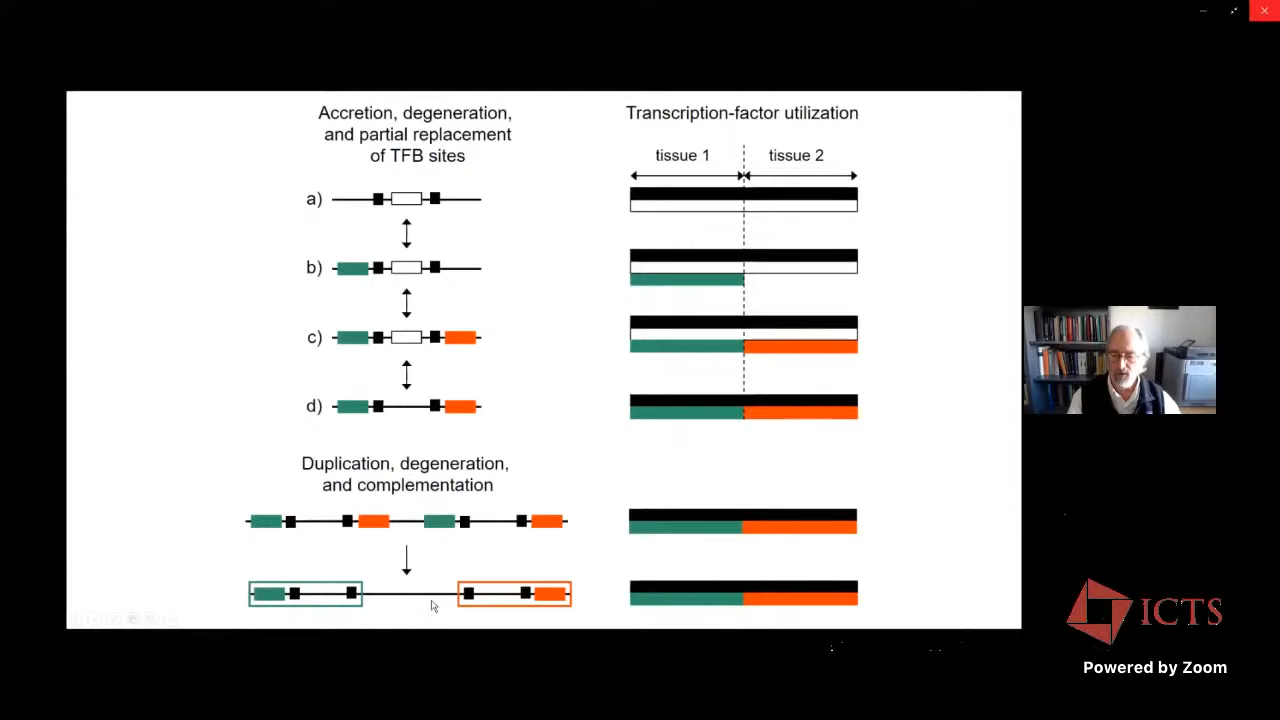 Accretion, degeneration,
and partial replacement
of TFB sites
Transcription-factor utilization
tissue 1
tissue 2
a)
b)
c)
d)
Duplication, degeneration,
and complementation
ICTS
Powered by Zoom